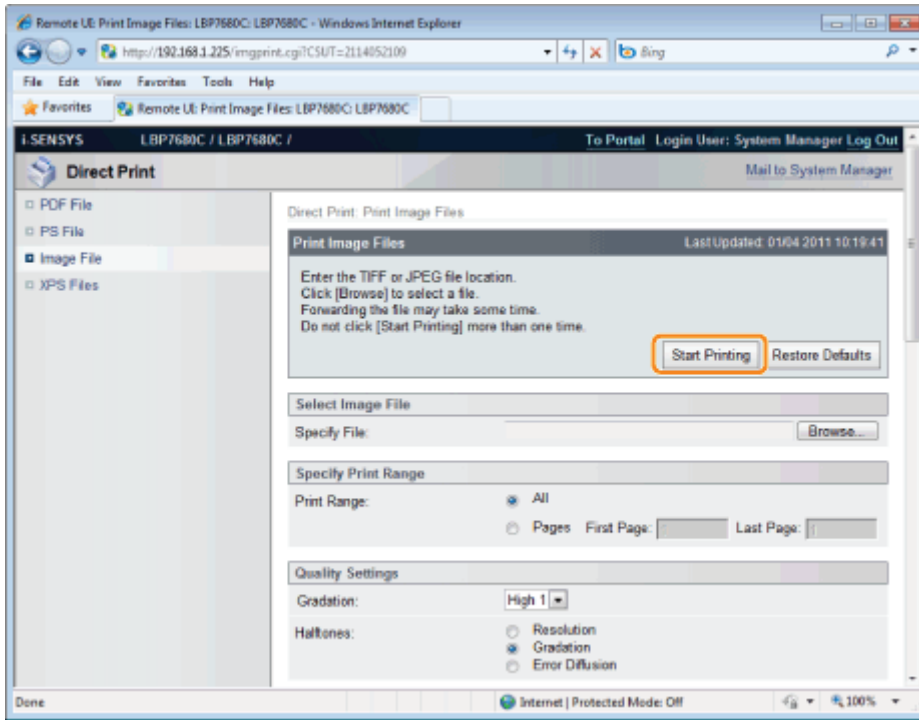 Remote UI: Print Image Files: LBP7680C: LBP7680C - Windows Internet Explorer
http://192.168.1.225/imgprint.cgi?CSUT=2114052109
Bing
File Edit View Favorites Tools Help
Favorites Remote UI: Print Image Files: LBP7680C: LBP7680C
i-SENSYS LBP7680C / LBP7680C / To Portal Login User: System Manager Log Out
Direct Print Mail to System Manager
PDF File
PS File
Image File
XPS Files
Direct Print: Print Image Files
Print Image Files Last Updated: 01/04 2011 10:19:41
Enter the TIFF or JPEG file location.
Click [Browse] to select a file.
Forwarding the file may take some time.
Do not click [Start Printing] more than one time.
Start Printing Restore Defaults
Select Image File
Specify File: Browse...
Specify Print Range
Print Range: All
Pages First Page: Last Page:
Quality Settings
Gradation: High 1
Halftones: Resolution
Gradation
Error Diffusion
Done Internet | Protected Mode: Off 100%